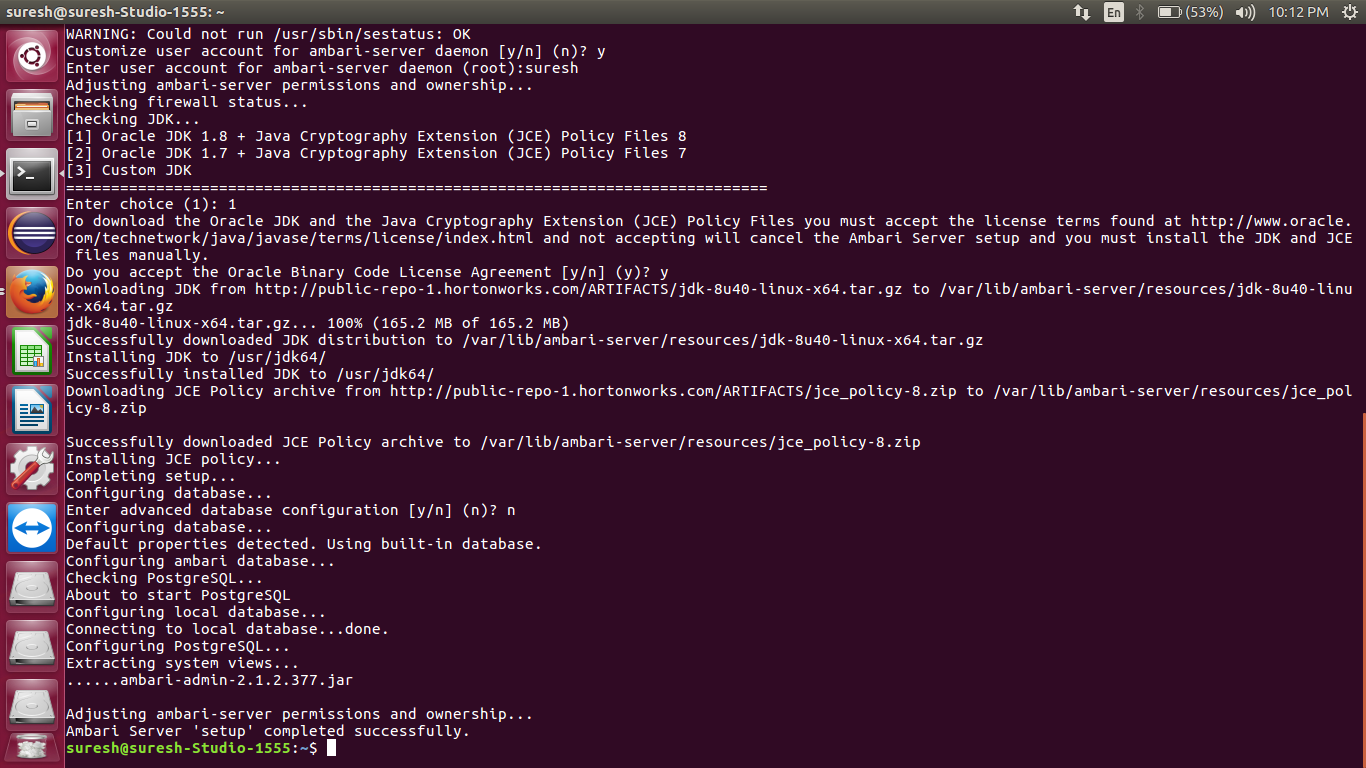 suresh@suresh-Studio-1555: ~
En
(53%)
10:12 PM
WARNING: Could not run /usr/sbin/sestatus: OK
Customize user account for ambari-server daemon [y/n] (n)? y
Enter user account for ambari-server daemon (root):suresh
Adjusting ambari-server permissions and ownership...
Checking firewall status...
Checking JDK...
[1] Oracle JDK 1.8 + Java Cryptography Extension (JCE) Policy Files 8
[2] Oracle JDK 1.7 + Java Cryptography Extension (JCE) Policy Files 7
[3] Custom JDK
==============================================================================
Enter choice (1): 1
To download the Oracle JDK and the Java Cryptography Extension (JCE) Policy Files you must accept the license terms found at http://www.oracle.
com/technetwork/java/javase/terms/license/index.html and not accepting will cancel the Ambari Server setup and you must install the JDK and JCE
 files manually.
Do you accept the Oracle Binary Code License Agreement [y/n] (y)? y
Downloading JDK from http://public-repo-1.hortonworks.com/ARTIFACTS/jdk-8u40-linux-x64.tar.gz to /var/lib/ambari-server/resources/jdk-8u40-linu
x-x64.tar.gz
jdk-8u40-linux-x64.tar.gz... 100% (165.2 MB of 165.2 MB)
Successfully downloaded JDK distribution to /var/lib/ambari-server/resources/jdk-8u40-linux-x64.tar.gz
Installing JDK to /usr/jdk64/
Successfully installed JDK to /usr/jdk64/
Downloading JCE Policy archive from http://public-repo-1.hortonworks.com/ARTIFACTS/jce_policy-8.zip to /var/lib/ambari-server/resources/jce_pol
icy-8.zip
Successfully downloaded JCE Policy archive to /var/lib/ambari-server/resources/jce_policy-8.zip
Installing JCE policy...
Completing setup...
Configuring database...
Enter advanced database configuration [y/n] (n)? n
Configuring database...
Default properties detected. Using built-in database.
Configuring ambari database...
Checking PostgreSQL...
About to start PostgreSQL
Configuring local database...
Connecting to local database...done.
Configuring PostgreSQL...
Extracting system views...
......ambari-admin-2.1.2.377.jar
Adjusting ambari-server permissions and ownership...
Ambari Server 'setup' completed successfully.
suresh@suresh-Studio-1555:~$